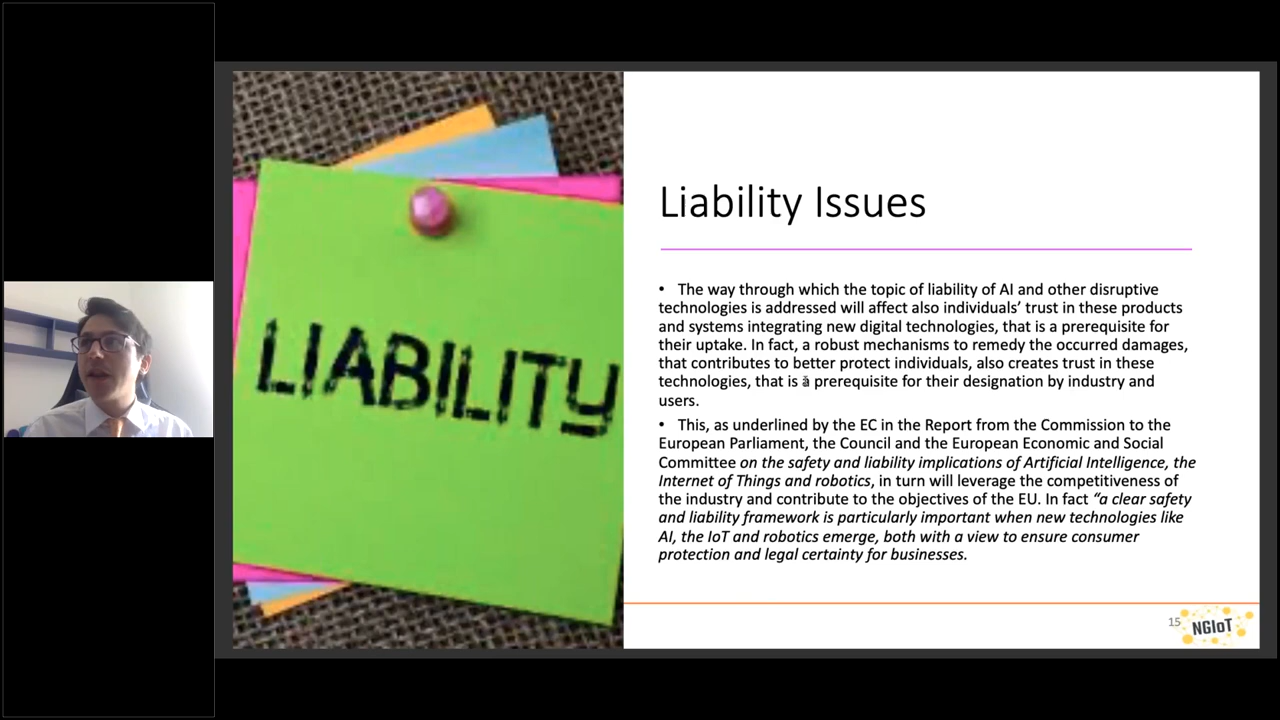 LIABILITY
Liability Issues
• The way through which the topic of liability of AI and other disruptive
technologies is addressed will affect also individuals’ trust in these products
and systems integrating new digital technologies, that is a prerequisite for
their uptake. In fact, a robust mechanisms to remedy the occurred damages,
that contributes to better protect individuals, also creates trust in these
technologies, that is a prerequisite for their designation by industry and
users.
• This, as underlined by the EC in the Report from the Commission to the
European Parliament, the Council and the European Economic and Social
Committee on the safety and liability implications of Artificial Intelligence, the
Internet of Things and robotics, in turn will leverage the competitiveness of
the industry and contribute to the objectives of the EU. In fact “a clear safety
and liability framework is particularly important when new technologies like
AI, the IoT and robotics emerge, both with a view to ensure consumer
protection and legal certainty for businesses.
15
NGIoT